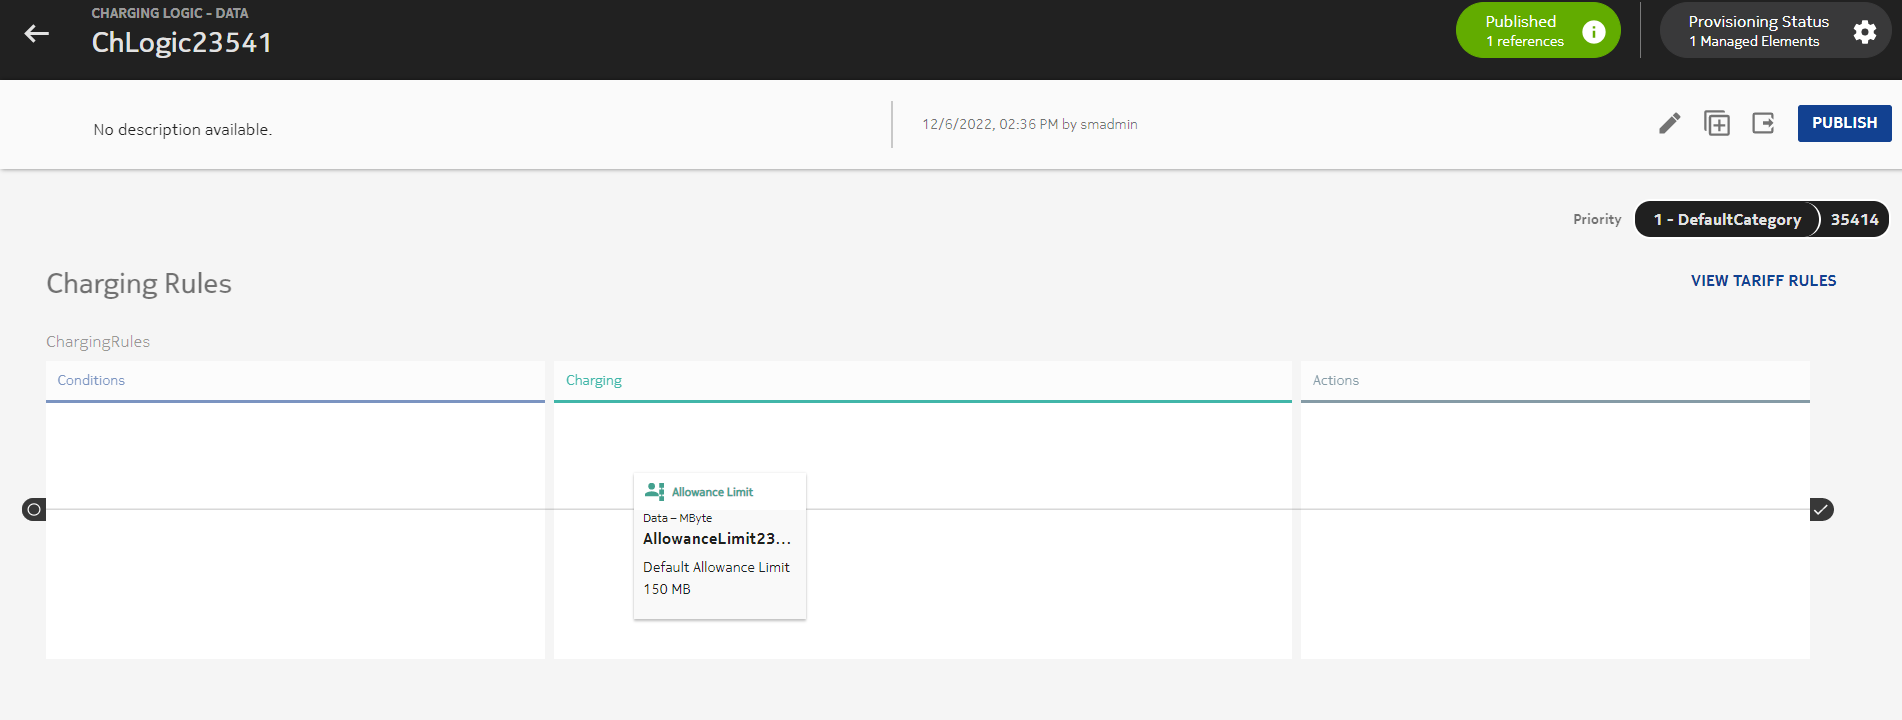 CHARGING LOGIC - DATA
ChLogic23541
Published
1 references
Provisioning Status
1 Managed Elements
No description available.
12/6/2022, 02:36 PM by smadmin
PUBLISH
Priority
1 - DefaultCategory
35414
Charging Rules
VIEW TARIFF RULES
ChargingRules
Conditions
Charging
Actions
Allowance Limit
Data – MByte
AllowanceLimit23...
Default Allowance Limit
150 MB